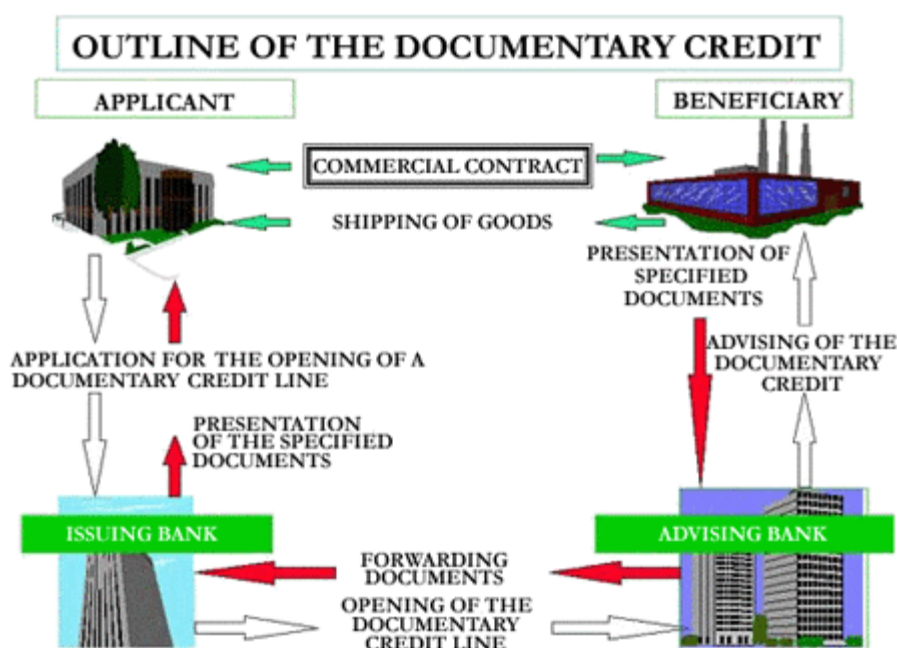 OUTLINE OF THE DOCUMENTARY CREDIT
APPLICANT
BENEFICIARY
COMMERCIAL CONTRACT
SHIPPING OF GOODS
PRESENTATION OF
SPECIFIED
DOCUMENTS
APPLICATION FOR THE OPENING OF A
DOCUMENTARY CREDIT LINE
ADVISING OF THE
DOCUMENTARY
CREDIT
PRESENTATION
OF THE SPECIFIED
DOCUMENTS
ISSUING BANK
ADVISING BANK
FORWARDING
DOCUMENTS
OPENING OF THE
DOCUMENTARY
CREDIT LINE